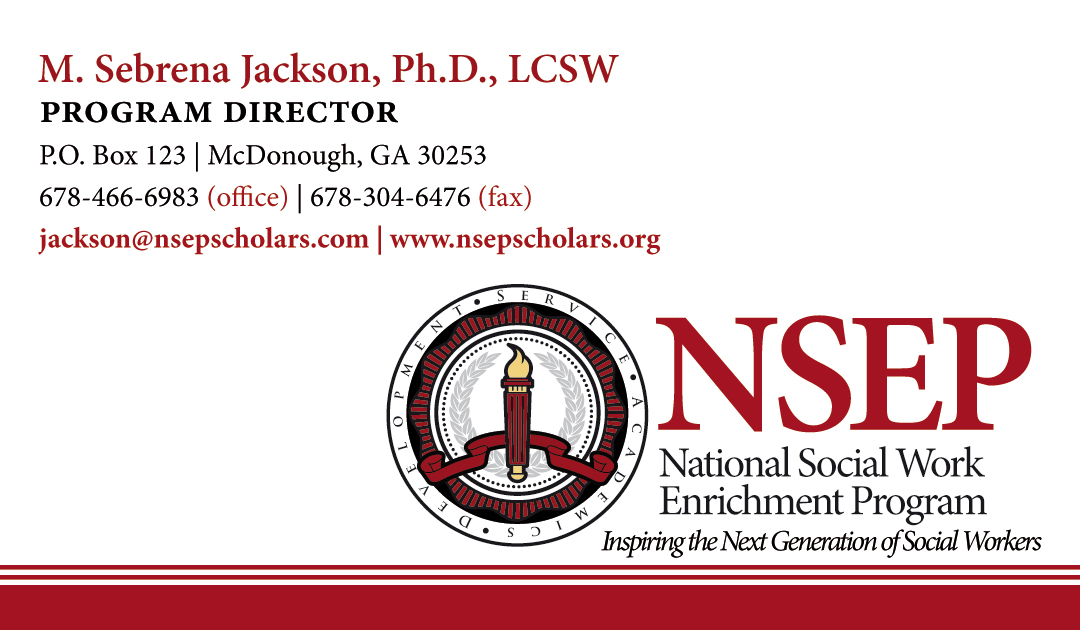 M. Sebrena Jackson, Ph.D., LCSW
PROGRAM DIRECTOR
P.O. Box 123 | McDonough, GA 30253
678-466-6983 (office) | 678-304-6476 (fax)
jackson@nsepscholars.com | www.nsepscholars.org
DEVELOPMENT • SERVICE • ACADEMICS •
NSEP
National Social Work
Enrichment Program
Inspiring the Next Generation of Social Workers